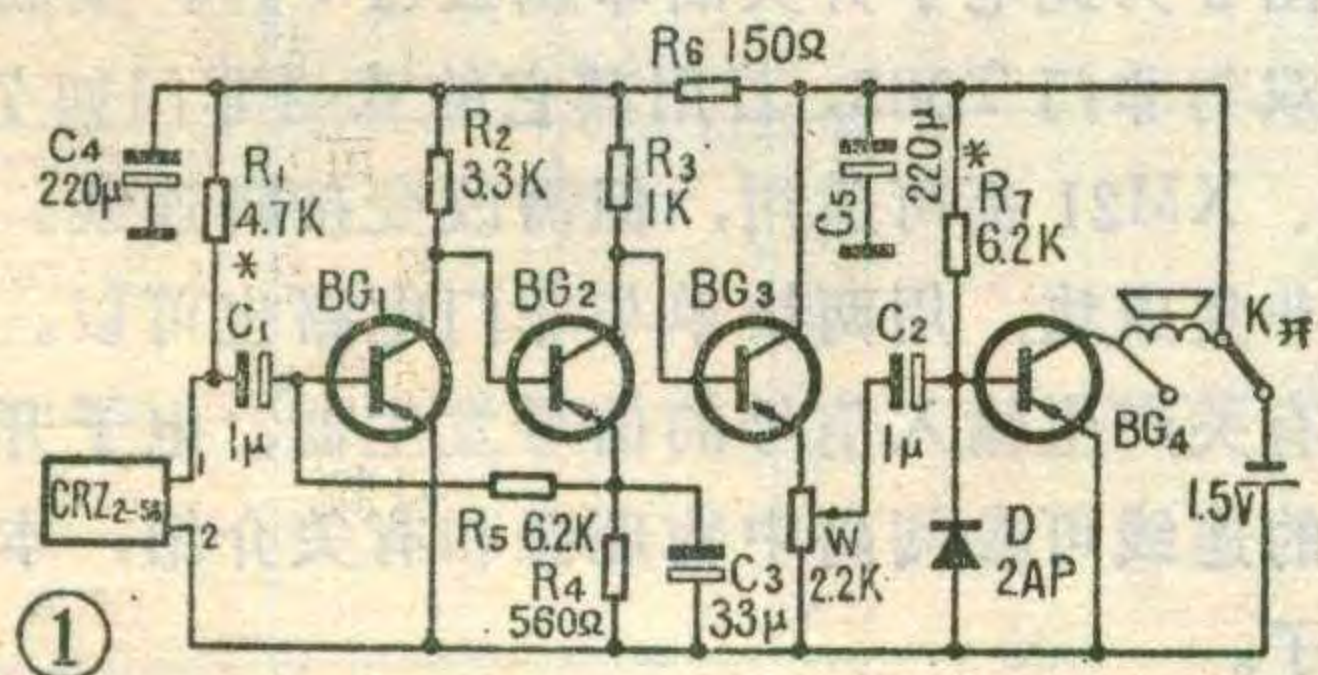 R6 150Ω
C4
220μ
R1
4.7K
*
R2
3.3K
R3
1K
C5
220μ
*
R7
6.2K
BG1
BG2
BG3
C1
1μ
C2
1μ
K开
BG4
1.5V
CRZ2-56
1
2
R5 6.2K
R4
560Ω
C3
33μ
W
2.2K
D
2AP
①